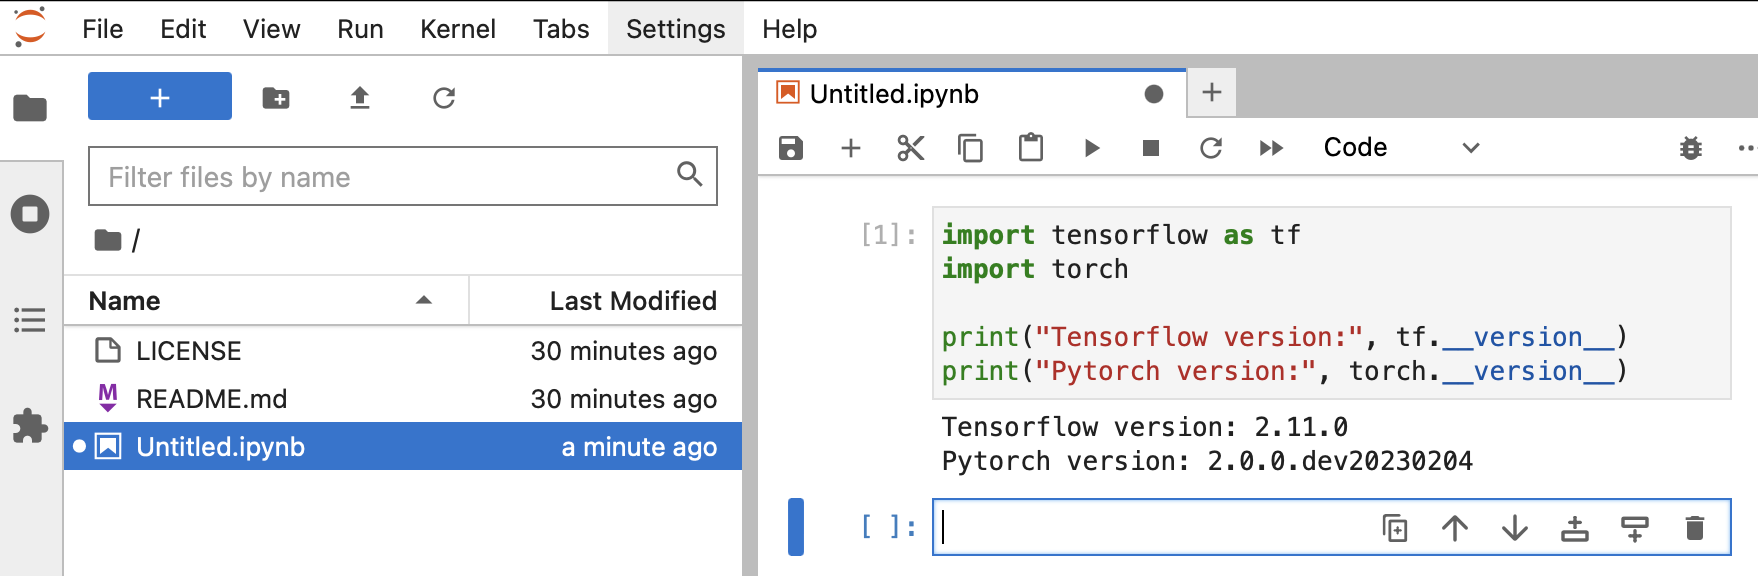 File Edit View Run Kernel Tabs Settings Help
Filter files by name
/
Name Last Modified
LICENSE 30 minutes ago
README.md 30 minutes ago
Untitled.ipynb a minute ago
Untitled.ipynb
Code
[1]: import tensorflow as tf
import torch
print("Tensorflow version:", tf.__version__)
print("Pytorch version:", torch.__version__)
Tensorflow version: 2.11.0
Pytorch version: 2.0.0.dev20230204
[ ]: